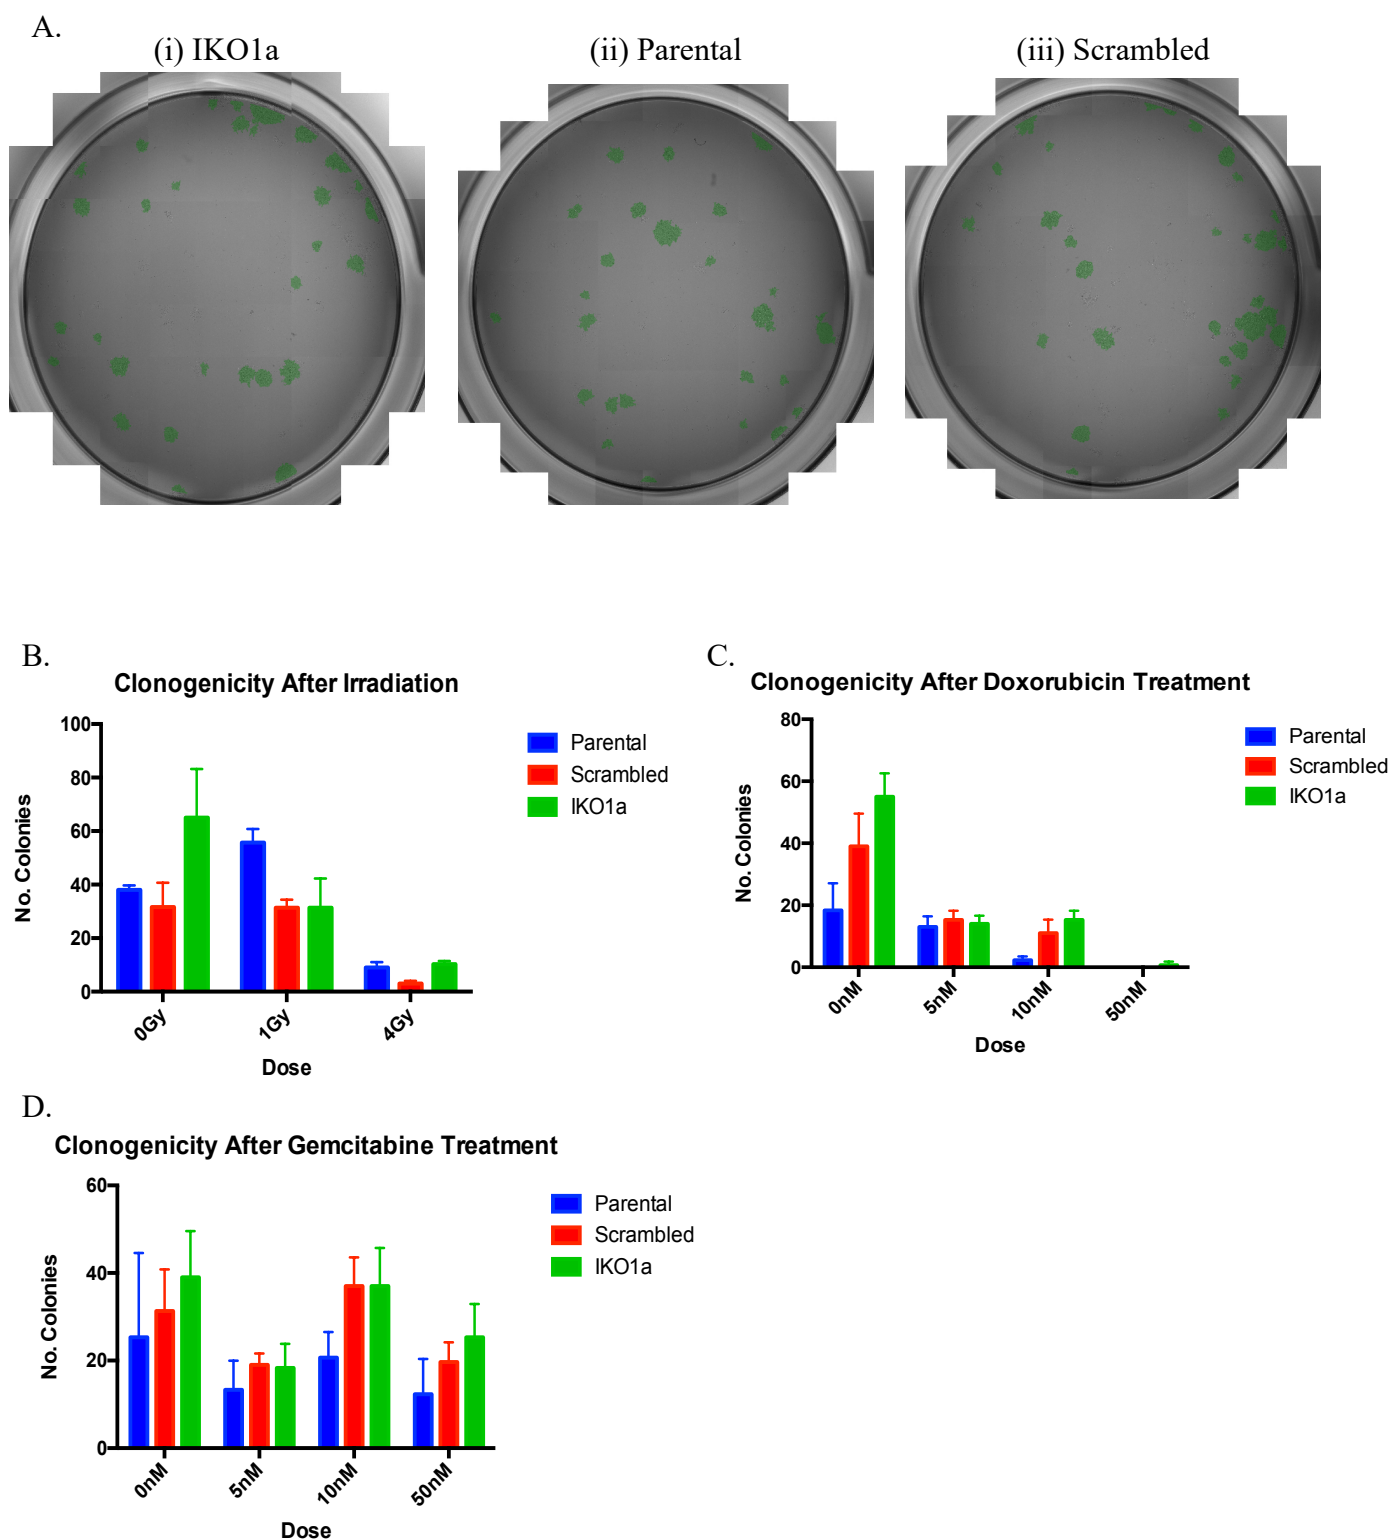 A.
(i) IKO1a
(ii) Parental
(iii) Scrambled
B.
Clonogenicity After Irradiation
100
80
60
40
20
0
No. Colonies
0Gy
1Gy
4Gy
Dose
Parental
Scrambled
IKO1a
C.
Clonogenicity After Doxorubicin Treatment
80
60
40
20
0
No. Colonies
0nM
5nM
10nM
50nM
Dose
Parental
Scrambled
IKO1a
D.
Clonogenicity After Gemcitabine Treatment
60
40
20
0
No. Colonies
0nM
5nM
10nM
50nM
Dose
Parental
Scrambled
IKO1a